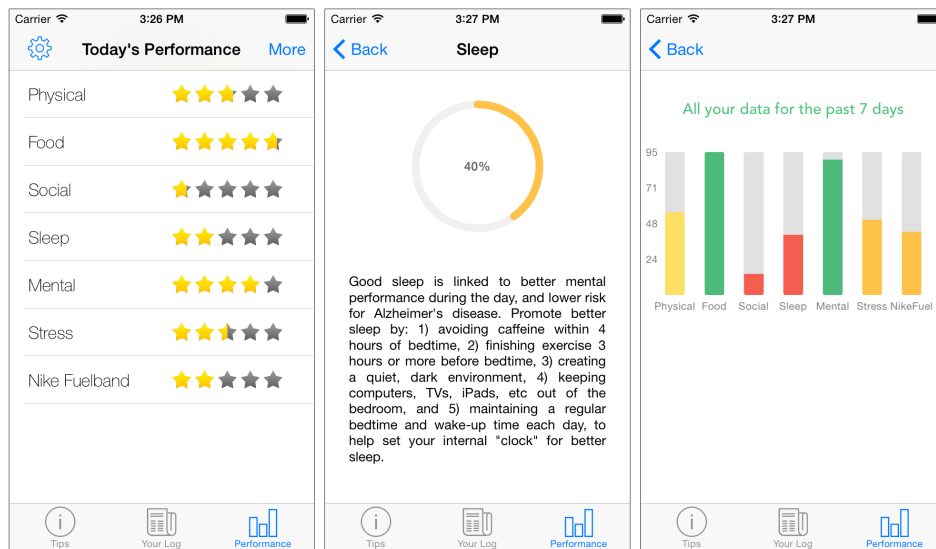 Carrier 3:26 PM
Today's Performance More
Physical
Food
Social
Sleep
Mental
Stress
Nike Fuelband
Tips Your Log Performance
Carrier 3:27 PM
Back Sleep
40%
Good sleep is linked to better mental
performance during the day, and lower risk
for Alzheimer's disease. Promote better
sleep by: 1) avoiding caffeine within 4
hours of bedtime, 2) finishing exercise 3
hours or more before bedtime, 3) creating
a quiet, dark environment, 4) keeping
computers, TVs, iPads, etc out of the
bedroom, and 5) maintaining a regular
bedtime and wake-up time each day, to
help set your internal "clock" for better
sleep.
Tips Your Log Performance
Carrier 3:27 PM
Back
All your data for the past 7 days
95
71
48
24
Physical Food Social Sleep Mental Stress NikeFuel
Tips Your Log Performance